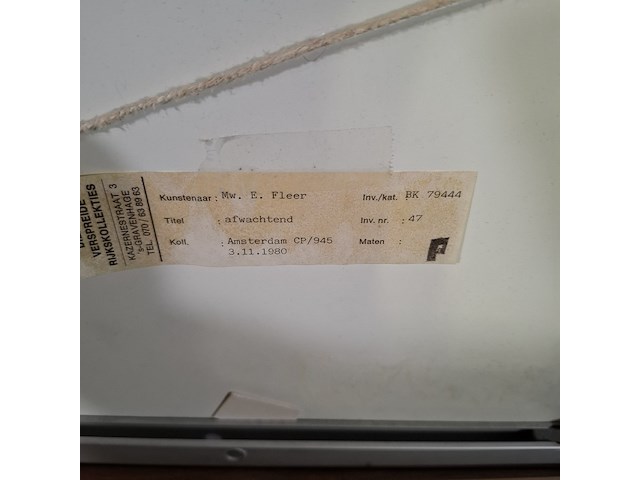 VERSPREIDE
RIJKSKOLLEKTIES
KAZERNESTRAAT 3
's-GRAVENHAGE
TEL. 070 / 63 89 63
Kunstenaar : Mw. E. Fleer Inv./kat. BK 79444
Titel : afwachtend Inv. nr. : 47
Koll. : Amsterdam CP/945 Maten :
3.11.1980